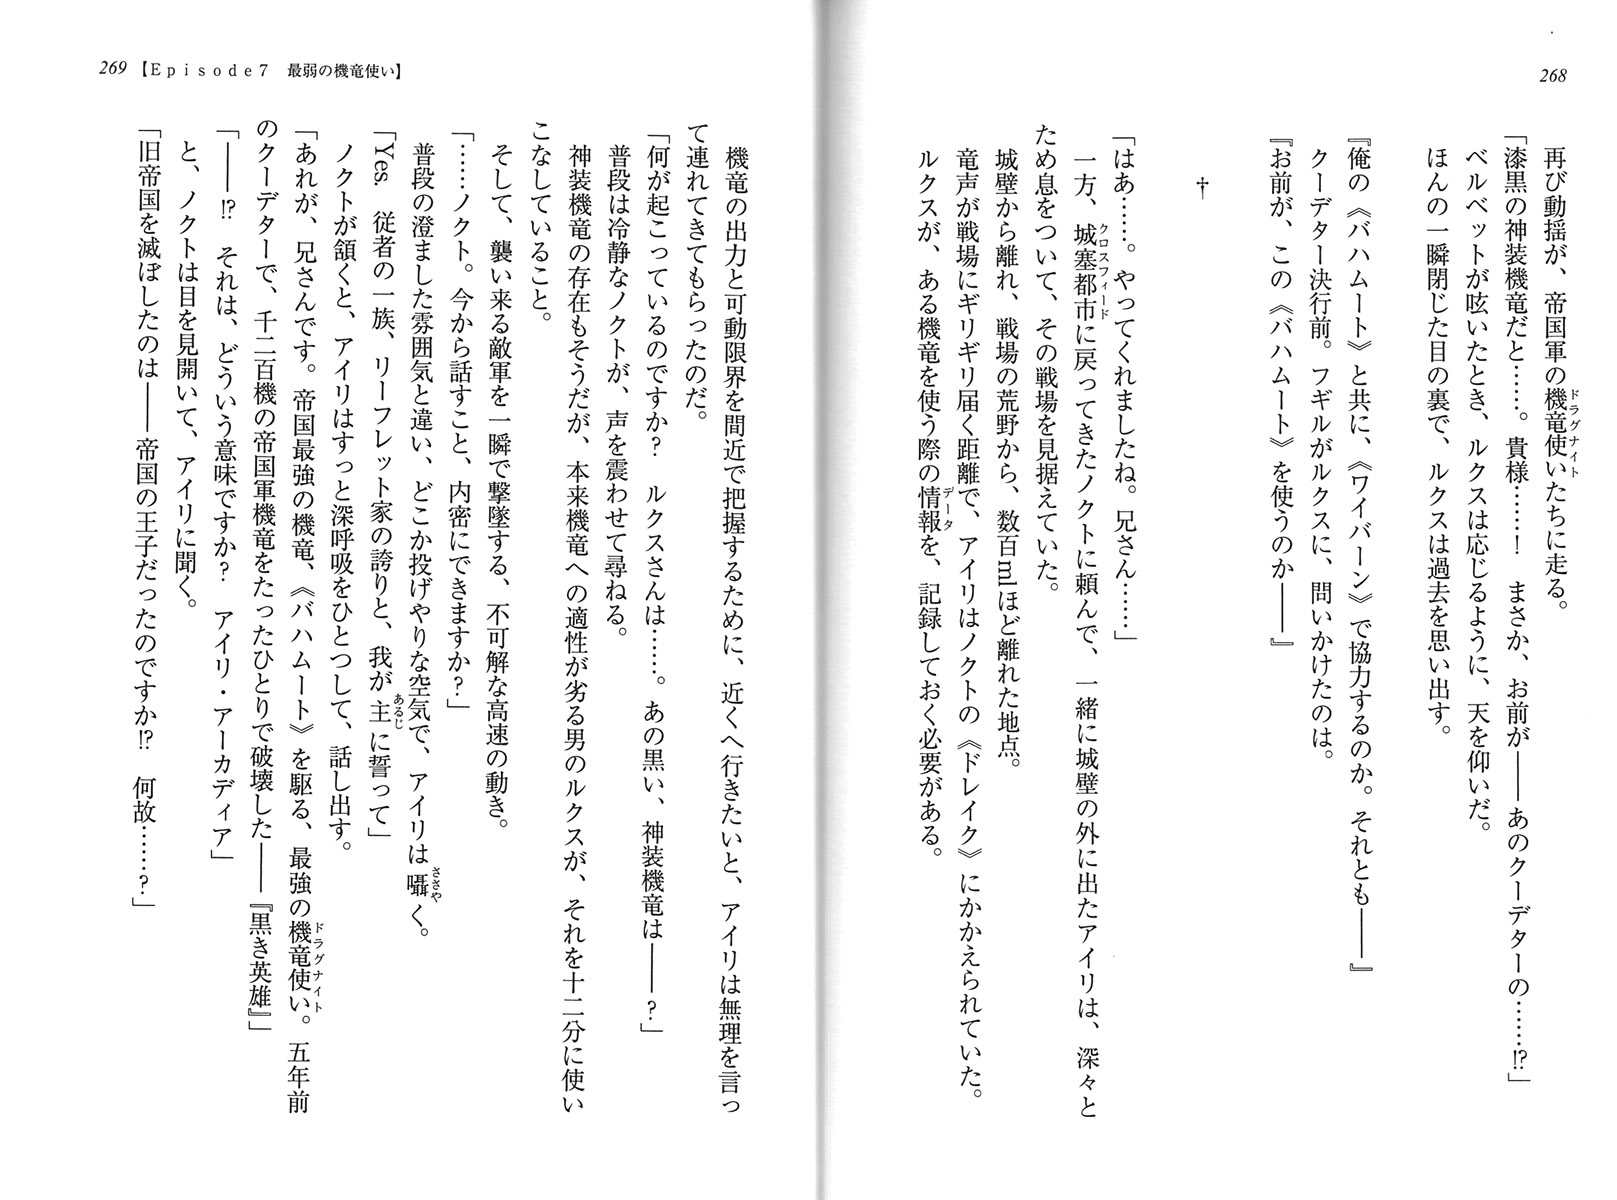 268
再び動揺が、帝国軍の機竜使いたちに走る。
ドラグナイト
「漆黒の神装機竜だと……。貴様……！　まさか、お前が――あのクーデターの……⁉」
ベルベットが呟いたとき、ルクスは応じるように、天を仰いだ。
ほんの一瞬閉じた目の裏で、ルクスは過去を思い出す。
『俺の《バハムート》と共に、《ワイバーン》で協力するのか。それとも――』
クーデター決行前。フギルがルクスに、問いかけたのは。
『お前が、この《バハムート》を使うのか――』
†
「はあ……。やってくれましたね。兄さん……」
一方、城塞都市に戻ってきたノクトに頼んで、一緒に城壁の外に出たアイリは、深々と
クロスフィード
ため息をついて、その戦場を見据えていた。
城壁から離れ、戦場の荒野から、数百mlほど離れた地点。
竜声が戦場にギリギリ届く距離で、アイリはノクトの《ドレイク》にかかえられていた。
ルクスが、ある機竜を使う際の情報を、記録しておく必要がある。
データ
269【Episode7　最弱の機竜使い】
機竜の出力と可動限界を間近で把握するために、近くへ行きたいと、アイリは無理を言っ
て連れてきてもらったのだ。
「何が起こっているのですか？　ルクスさんは……。あの黒い、神装機竜は――？」
普段は冷静なノクトが、声を震わせて尋ねる。
神装機竜の存在もそうだが、本来機竜への適性が劣る男のルクスが、それを十二分に使い
こなしていること。
そして、襲い来る敵軍を一瞬で撃墜する、不可解な高速の動き。
「……ノクト。今から話すこと、内密にできますか？」
普段の澄ました雰囲気と違い、どこか投げやりな空気で、アイリは囁く。
ささや
「Yes.　従者の一族、リーフレット家の誇りと、我が主に誓って」
あるじ
ノクトが頷くと、アイリはすっと深呼吸をひとつして、話し出す。
「あれが、兄さんです。帝国最強の機竜、《バハムート》を駆る、最強の機竜使い。五年前
ドラグナイト
のクーデターで、千二百機の帝国軍機竜をたったひとりで破壊した――『黒き英雄』」
「――⁉　それは、どういう意味ですか？　アイリ・アーカディア」
と、ノクトは目を見開いて、アイリに聞く。
「旧帝国を滅ぼしたのは――帝国の王子だったのですか⁉　何故……？」